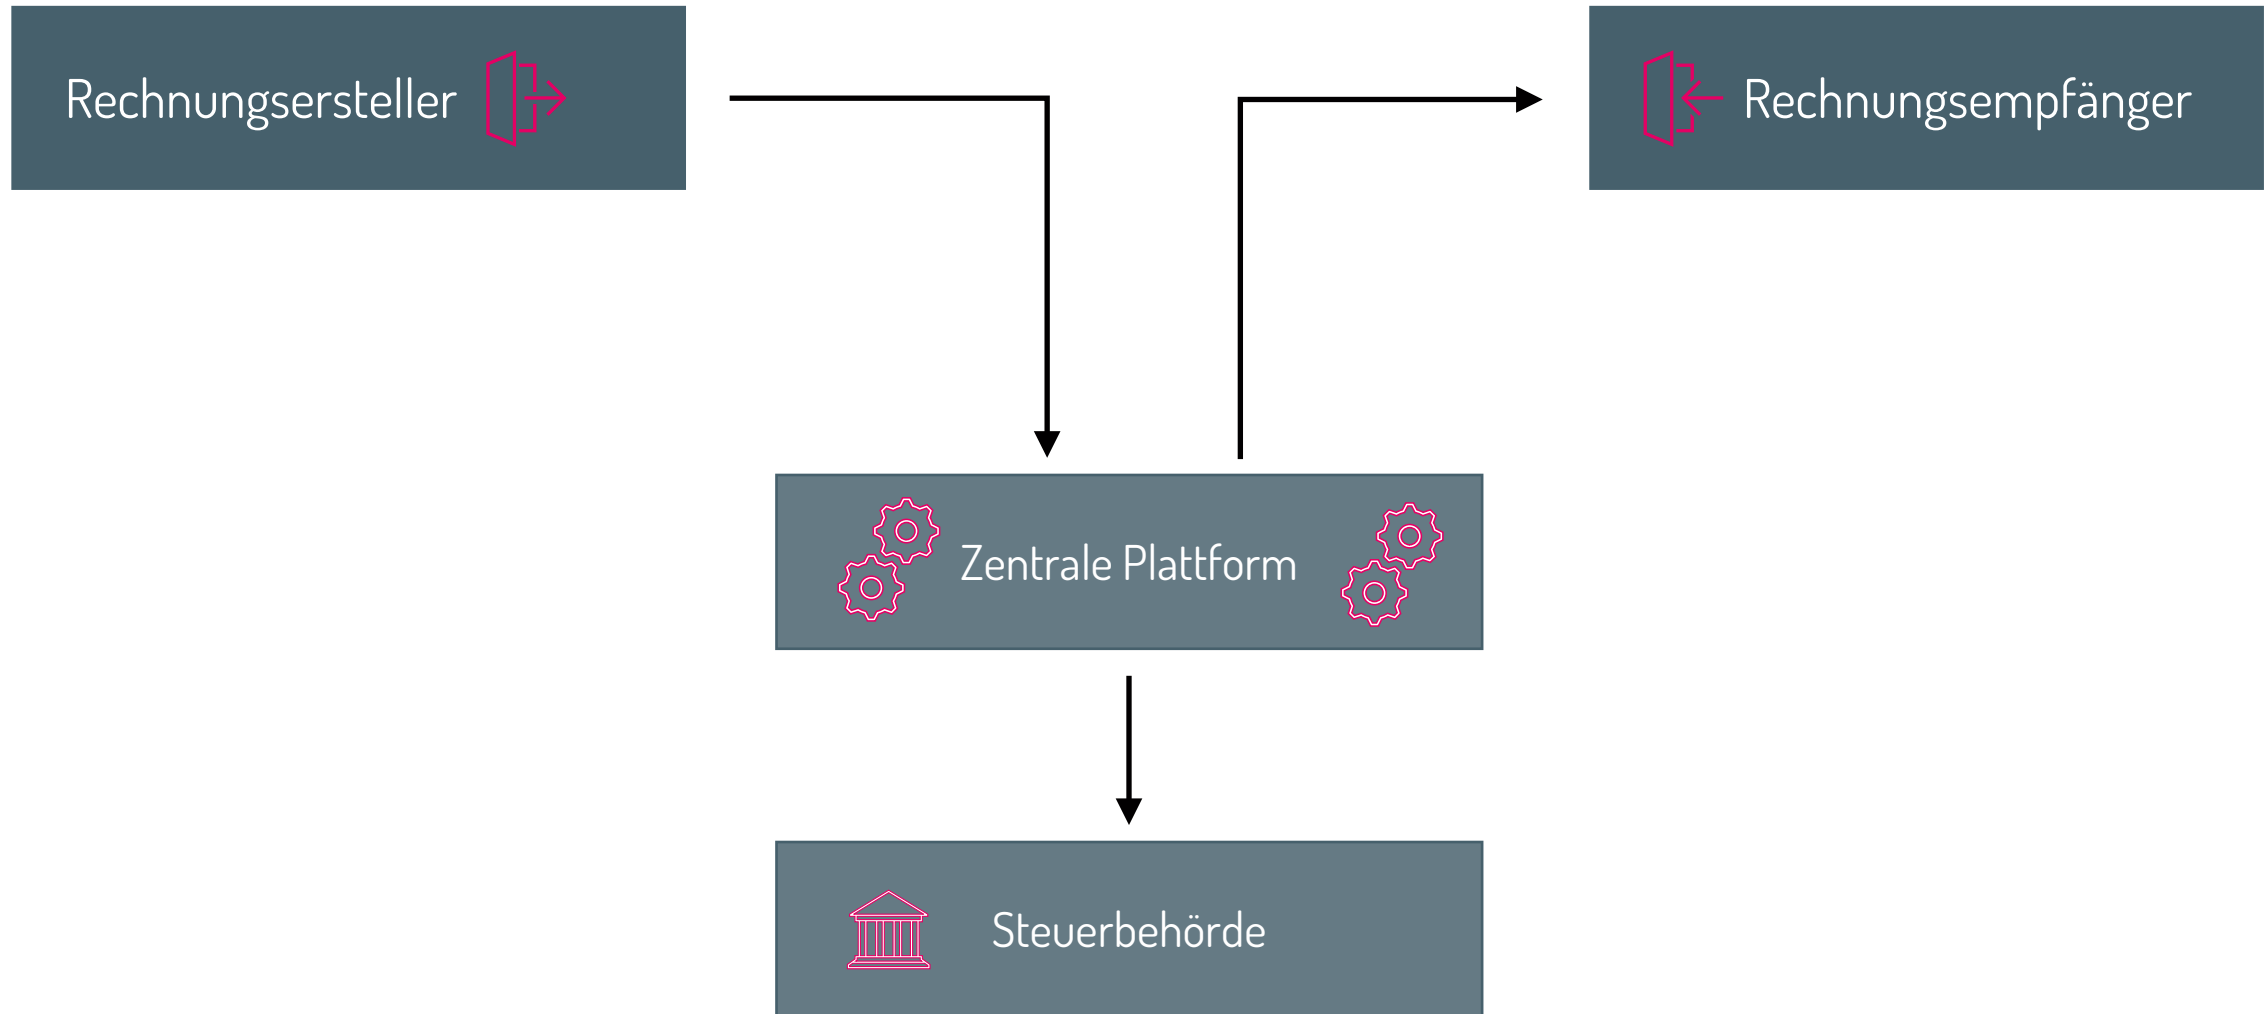 Rechnungsersteller
Rechnungsempfänger
Zentrale Plattform
Steuerbehörde